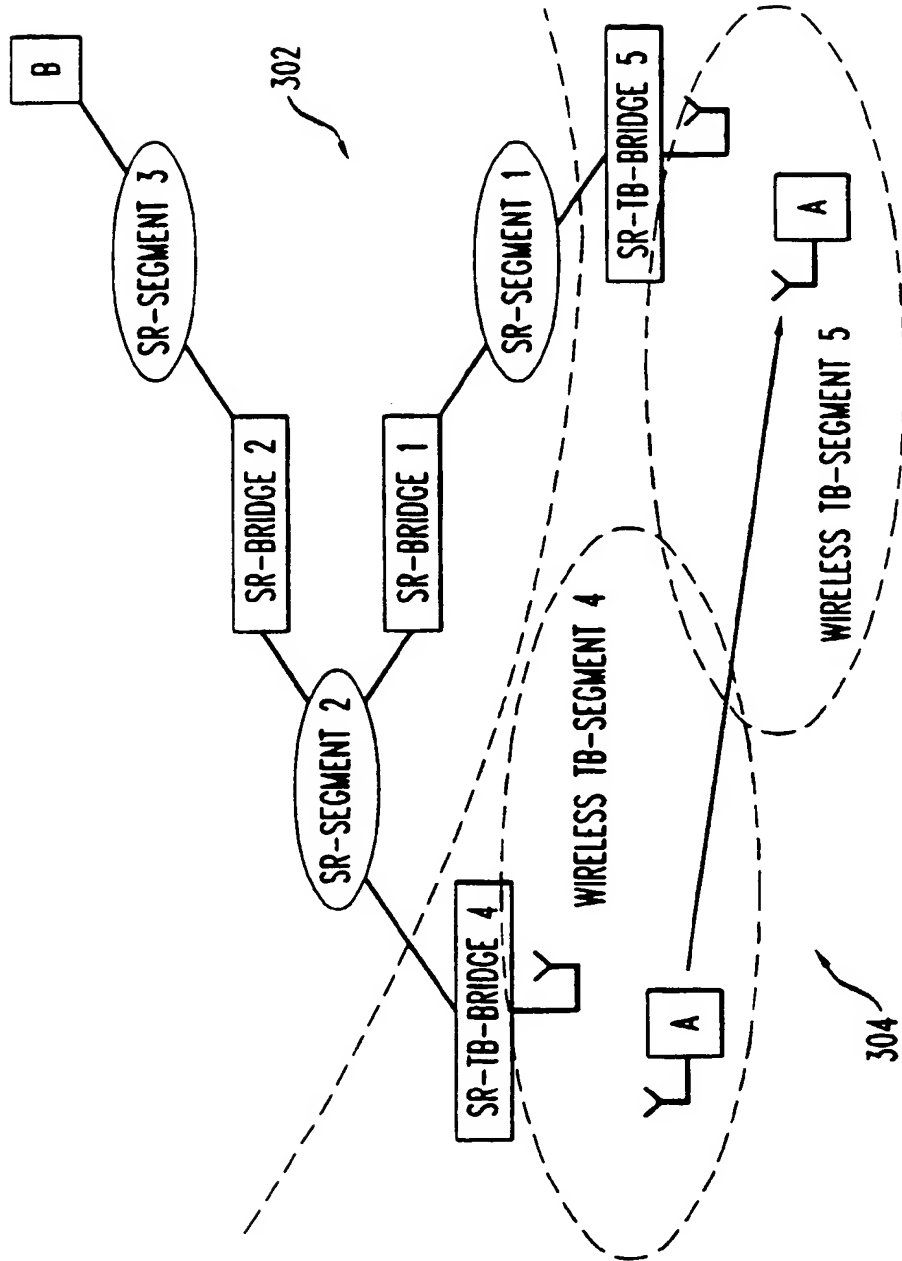 B
302
SR-SEGMENT 3
SR-BRIDGE 2
SR-SEGMENT 2
SR-BRIDGE 1
SR-SEGMENT 1
SR-TB-BRIDGE 4
SR-TB-BRIDGE 5
WIRELESS TB-SEGMENT 4
A
WIRELESS TB-SEGMENT 5
A
304